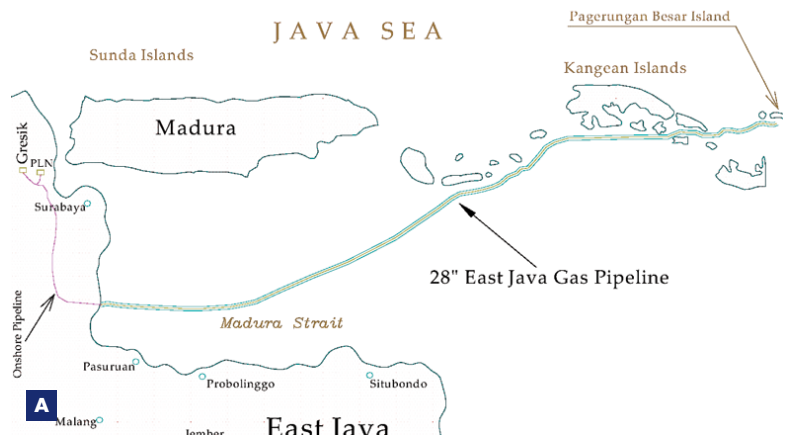 Pagerungan Besar Island
JAVA SEA
Sunda Islands
Kangean Islands
Madura
Gresik
PLN
Surabaya
28" East Java Gas Pipeline
Onshore Pipeline
Madura Strait
Pasuruan
Probolinggo
Situbondo
A
Malang
East Java
Jember